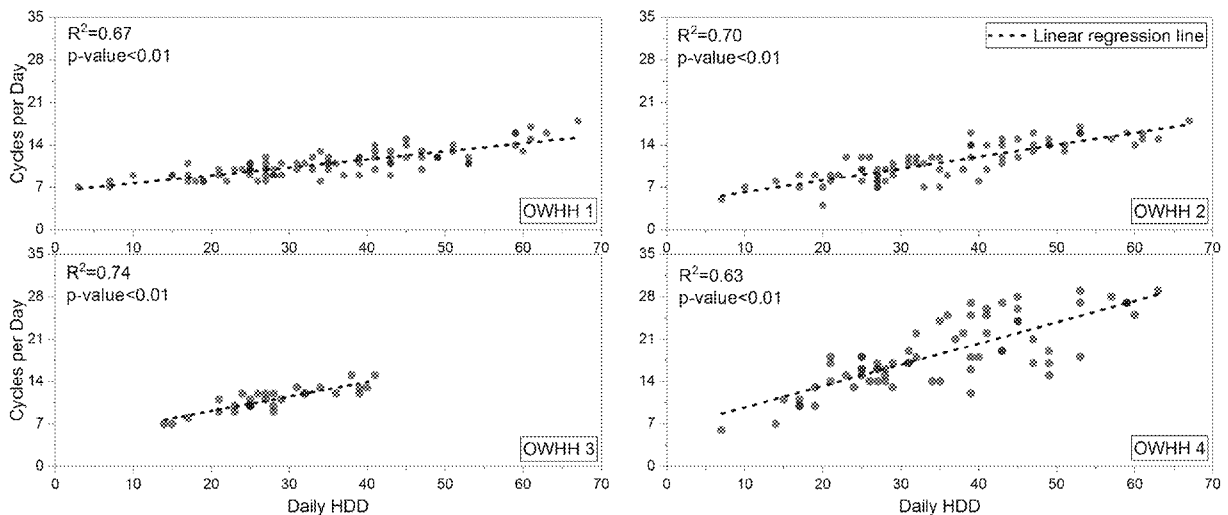 R²=0.67
p-value<0.01
Cycles per Day
35
28
21
14
7
0
OWHH 1
0 10 20 30 40 50 60 70
R²=0.70
p-value<0.01
Linear regression line
35
28
21
14
7
0
OWHH 2
0 10 20 30 40 50 60 70
R²=0.74
p-value<0.01
Cycles per Day
35
28
21
14
7
0
OWHH 3
0 10 20 30 40 50 60 70
Daily HDD
R²=0.63
p-value<0.01
35
28
21
14
7
0
OWHH 4
0 10 20 30 40 50 60 70
Daily HDD